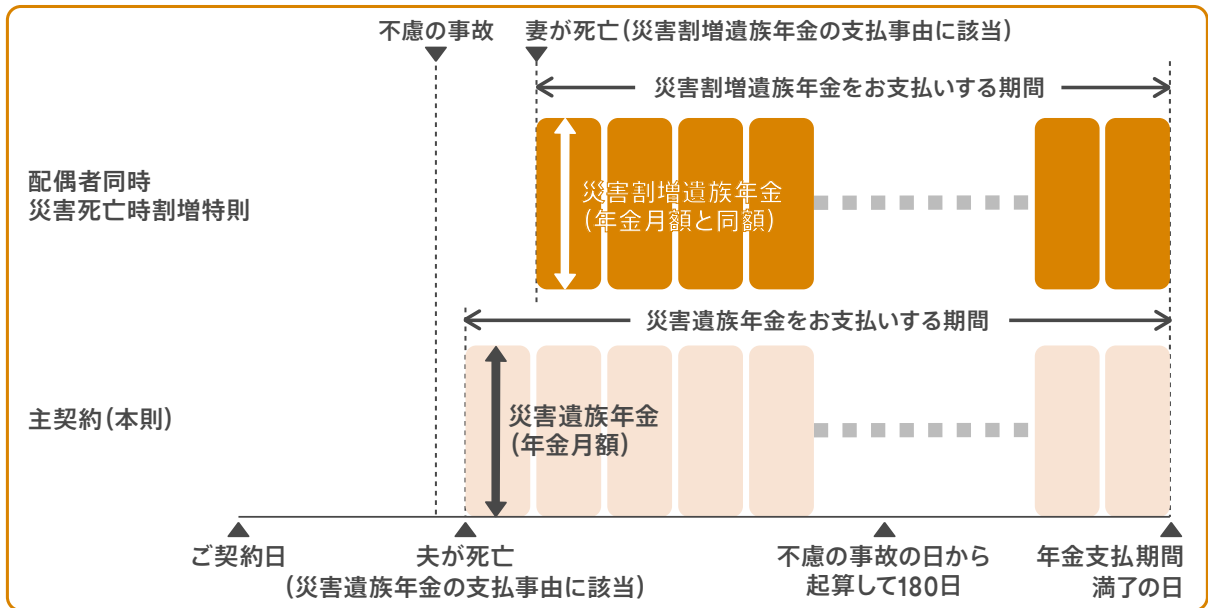 不慮の事故
妻が死亡(災害割増遺族年金の支払事由に該当)
災害割増遺族年金をお支払いする期間
配偶者同時
災害死亡時割増特則
災害割増遺族年金
(年金月額と同額)
災害遺族年金をお支払いする期間
主契約(本則)
災害遺族年金
(年金月額)
ご契約日
夫が死亡
(災害遺族年金の支払事由に該当)
不慮の事故の日から
起算して180日
年金支払期間
満了の日